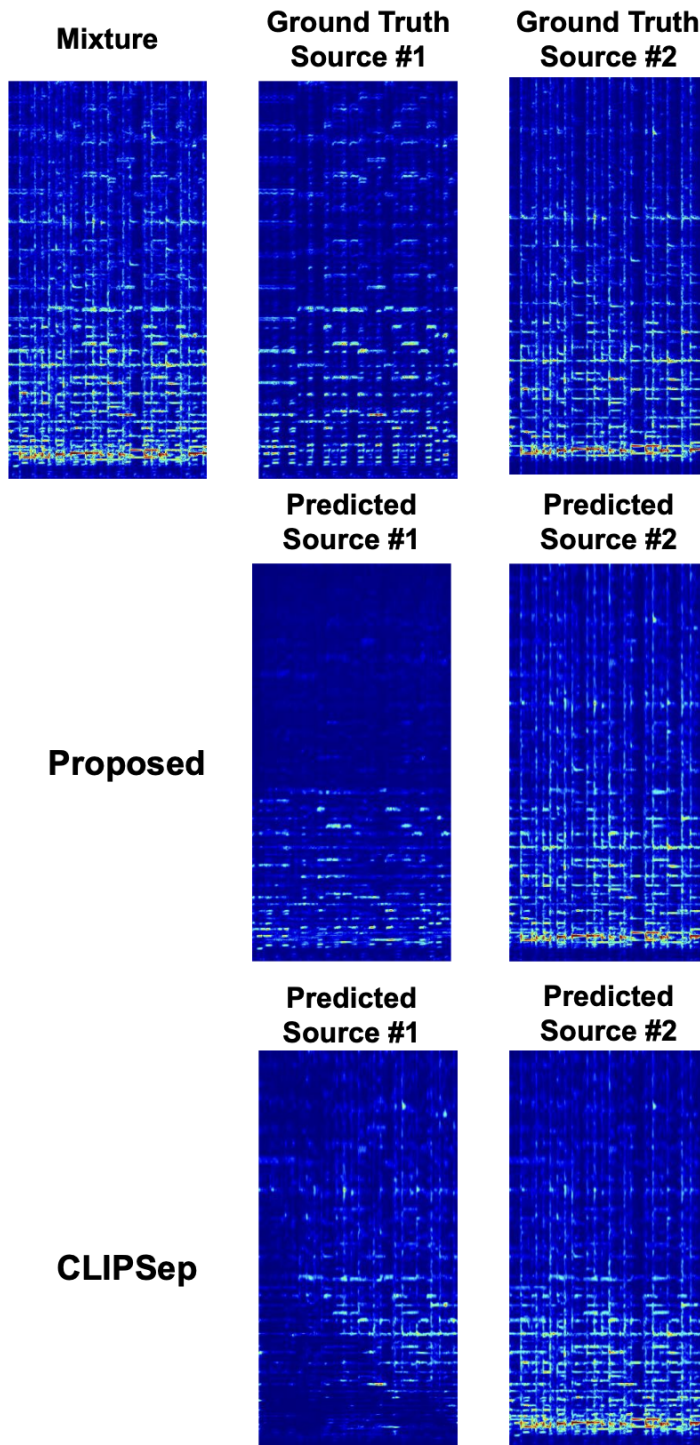 Mixture
Ground Truth
Source #1
Ground Truth
Source #2
Predicted
Source #1
Predicted
Source #2
Proposed
Predicted
Source #1
Predicted
Source #2
CLIPSep